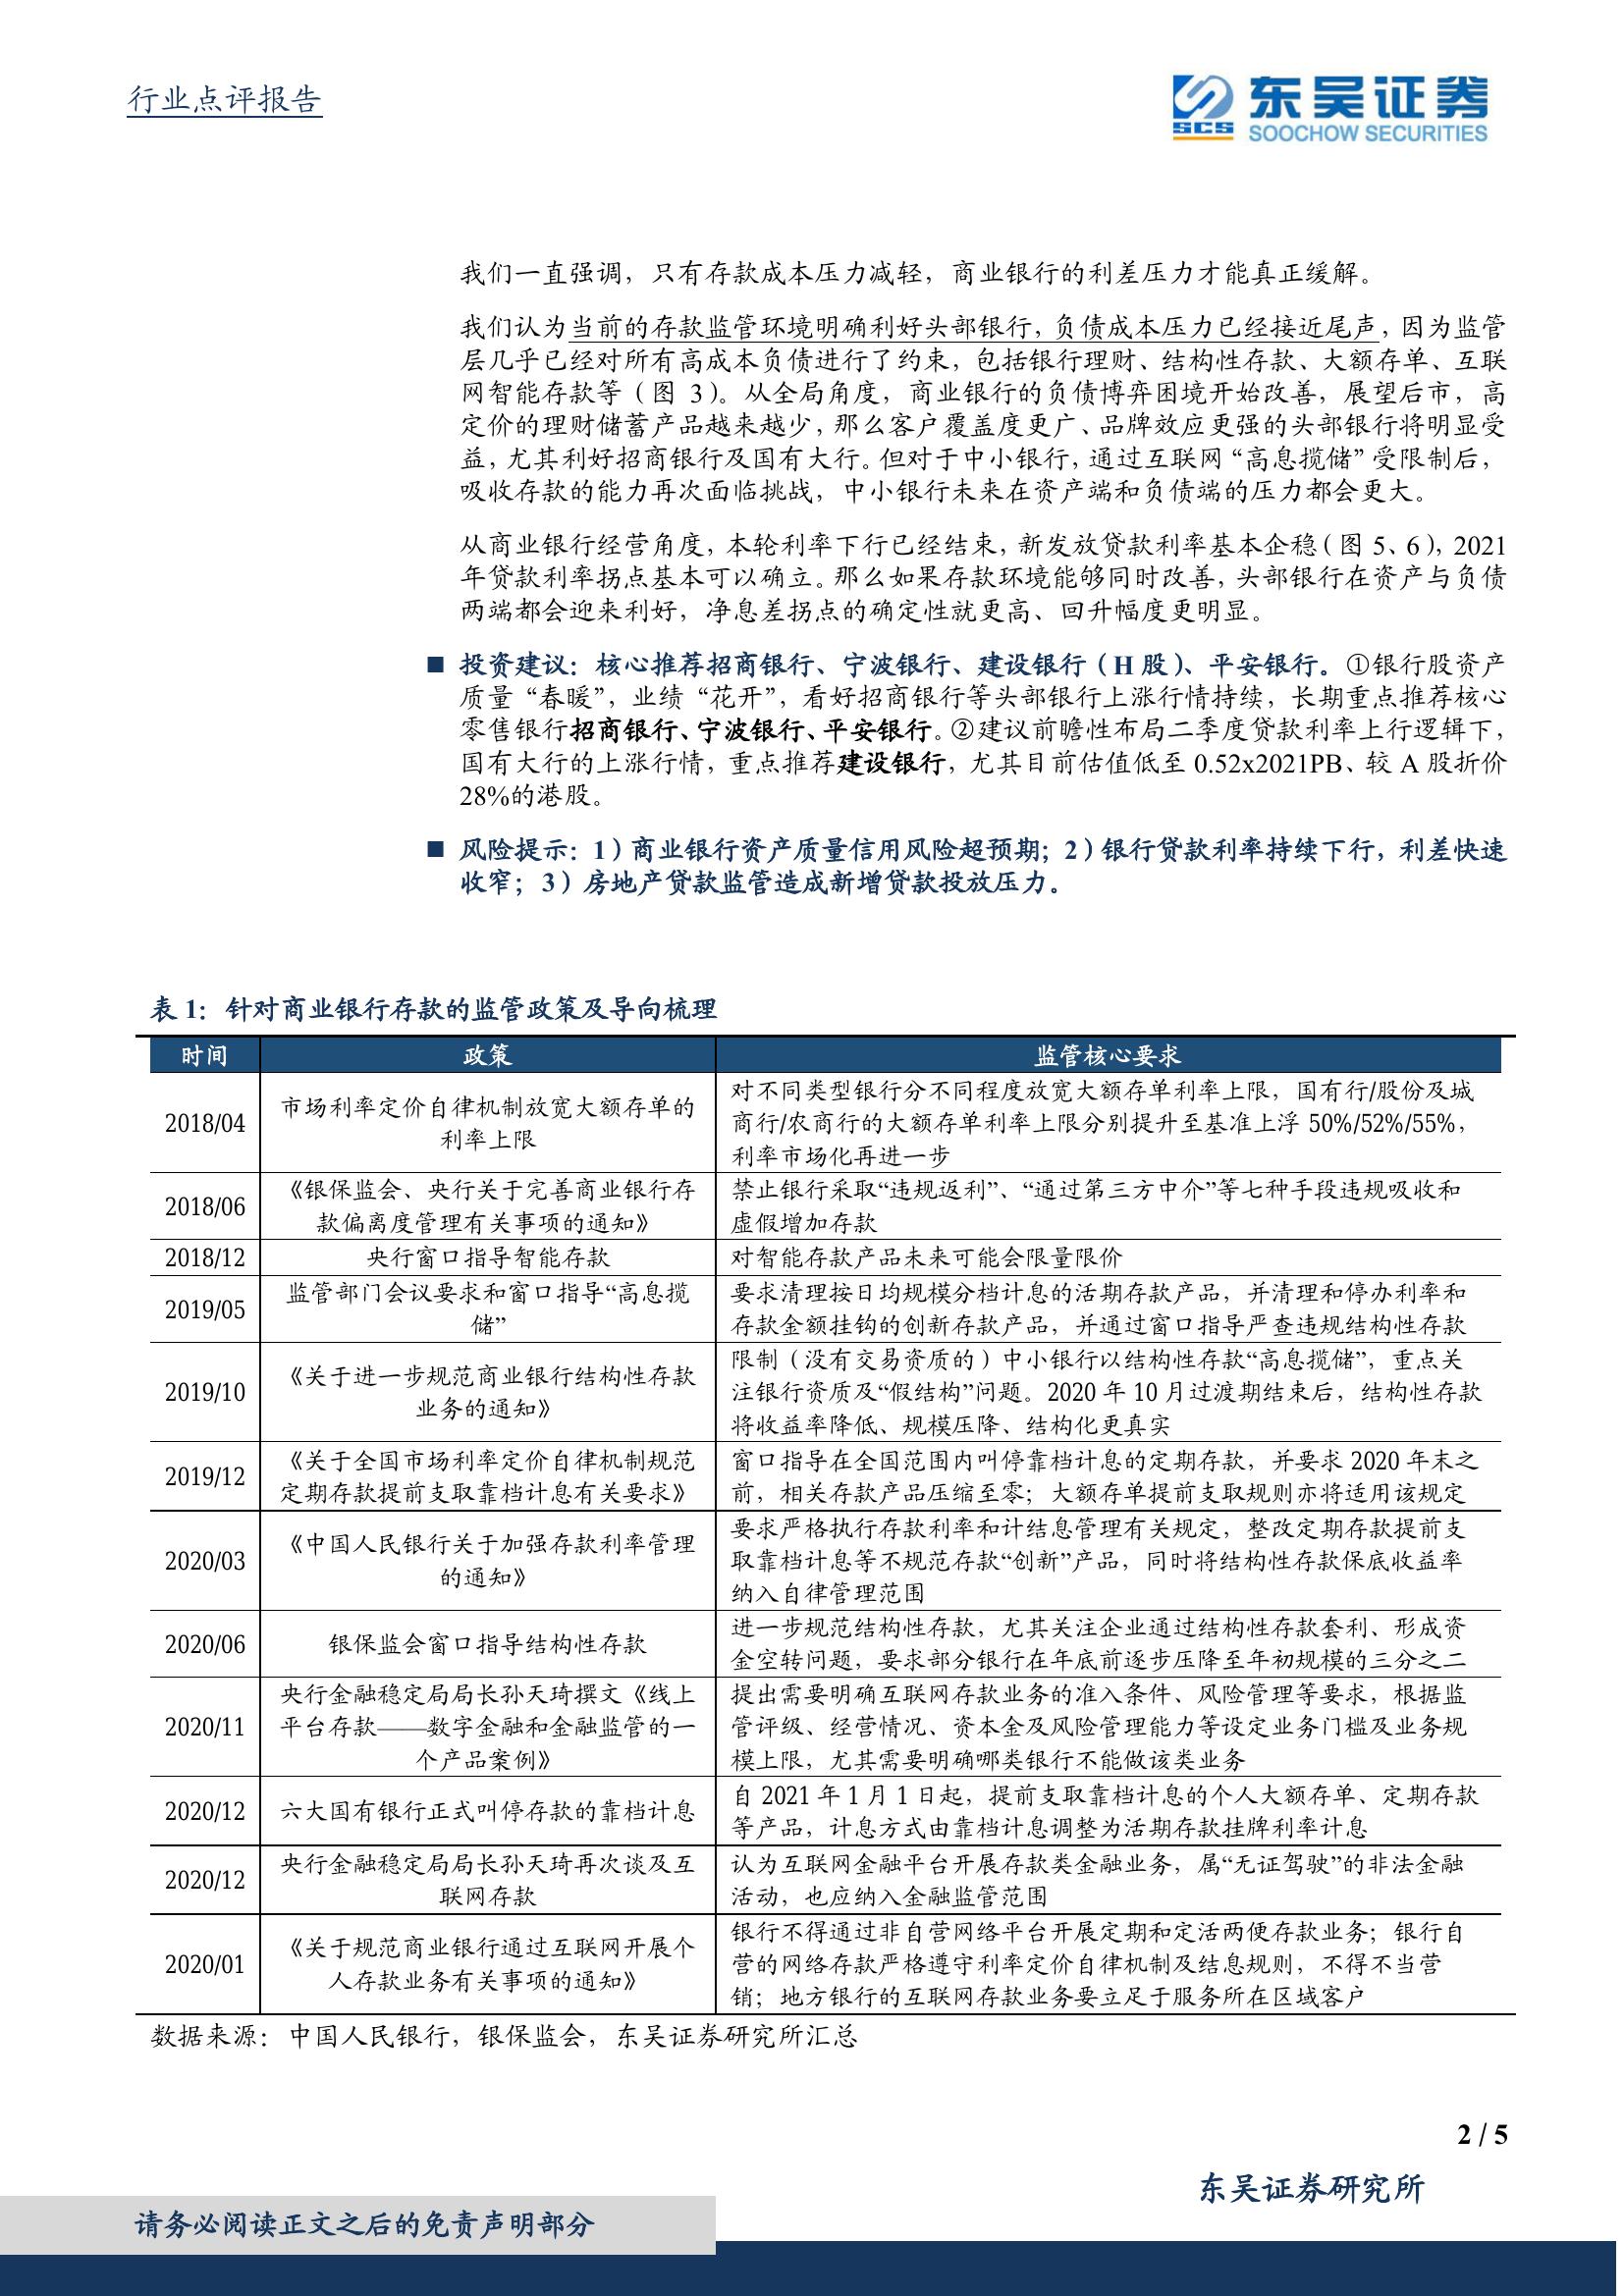 行业点评报告
东吴证券
SCS
SOOCHOW SECURITIES
我们一直强调，只有存款成本压力减轻，商业银行的利差压力才能真正缓解。
我们认为当前的存款监管环境明确利好头部银行，负债成本压力已经接近尾声，因为监管
层几乎已经对所有高成本负债进行了约束，包括银行理财、结构性存款、大额存单、互联
网智能存款等（图 3）。从全局角度，商业银行的负债博弈困境开始改善，展望后市，高
定价的理财储蓄产品越来越少，那么客户覆盖度更广、品牌效应更强的头部银行将明显受
益，尤其利好招商银行及国有大行。但对于中小银行，通过互联网“高息揽储”受限制后，
吸收存款的能力再次面临挑战，中小银行未来在资产端和负债端的压力都会更大。
从商业银行经营角度，本轮利率下行已经结束，新发放贷款利率基本企稳（图 5、6），2021
年贷款利率拐点基本可以确立。那么如果存款环境能够同时改善，头部银行在资产与负债
两端都会迎来利好，净息差拐点的确定性就更高、回升幅度更明显。
■ 投资建议：核心推荐招商银行、宁波银行、建设银行（H 股）、平安银行。①银行股资产
质量“春暖”，业绩“花开”，看好招商银行等头部银行上涨行情持续，长期重点推荐核心
零售银行招商银行、宁波银行、平安银行。②建议前瞻性布局二季度贷款利率上行逻辑下，
国有大行的上涨行情，重点推荐建设银行，尤其目前估值低至 0.52x2021PB、较 A 股折价
28%的港股。
■ 风险提示：1）商业银行资产质量信用风险超预期；2）银行贷款利率持续下行，利差快速
收窄；3）房地产贷款监管造成新增贷款投放压力。
表 1：针对商业银行存款的监管政策及导向梳理
时间 政策 监管核心要求
2018/04
市场利率定价自律机制放宽大额存单的
利率上限
对不同类型银行分不同程度放宽大额存单利率上限，国有行/股份及城
商行/农商行的大额存单利率上限分别提升至基准上浮 50%/52%/55%，
利率市场化再进一步
2018/06
《银保监会、央行关于完善商业银行存
款偏离度管理有关事项的通知》
禁止银行采取“违规返利”、“通过第三方中介”等七种手段违规吸收和
虚假增加存款
2018/12
央行窗口指导智能存款
对智能存款产品未来可能会限量限价
2019/05
监管部门会议要求和窗口指导“高息揽
储”
要求清理按日均规模分档计息的活期存款产品，并清理和停办利率和
存款金额挂钩的创新存款产品，并通过窗口指导严查违规结构性存款
2019/10
《关于进一步规范商业银行结构性存款
业务的通知》
限制（没有交易资质的）中小银行以结构性存款“高息揽储”，重点关
注银行资质及“假结构”问题。2020 年 10 月过渡期结束后，结构性存款
将收益率降低、规模压降、结构化更真实
2019/12
《关于全国市场利率定价自律机制规范
定期存款提前支取靠档计息有关要求》
窗口指导在全国范围内叫停靠档计息的定期存款，并要求 2020 年末之
前，相关存款产品压缩至零；大额存单提前支取规则亦将适用该规定
2020/03
《中国人民银行关于加强存款利率管理
的通知》
要求严格执行存款利率和计结息管理有关规定，整改定期存款提前支
取靠档计息等不规范存款“创新”产品，同时将结构性存款保底收益率
纳入自律管理范围
2020/06
银保监会窗口指导结构性存款
进一步规范结构性存款，尤其关注企业通过结构性存款套利、形成资
金空转问题，要求部分银行在年底前逐步压降至年初规模的三分之二
2020/11
央行金融稳定局局长孙天琦撰文《线上
平台存款——数字金融和金融监管的一
个产品案例》
提出需要明确互联网存款业务的准入条件、风险管理等要求，根据监
管评级、经营情况、资本金及风险管理能力等设定业务门槛及业务规
模上限，尤其需要明确哪类银行不能做该类业务
2020/12
六大国有银行正式叫停存款的靠档计息
自 2021 年 1 月 1 日起，提前支取靠档计息的个人大额存单、定期存款
等产品，计息方式由靠档计息调整为活期存款挂牌利率计息
2020/12
央行金融稳定局局长孙天琦再次谈及互
联网存款
认为互联网金融平台开展存款类金融业务，属“无证驾驶”的非法金融
活动，也应纳入金融监管范围
2020/01
《关于规范商业银行通过互联网开展个
人存款业务有关事项的通知》
银行不得通过非自营网络平台开展定期和定活两便存款业务；银行自
营的网络存款严格遵守利率定价自律机制及结息规则，不得不当营
销；地方银行的互联网存款业务要立足于服务所在区域客户
数据来源：中国人民银行，银保监会，东吴证券研究所汇总
2 / 5
东吴证券研究所
请务必阅读正文之后的免责声明部分